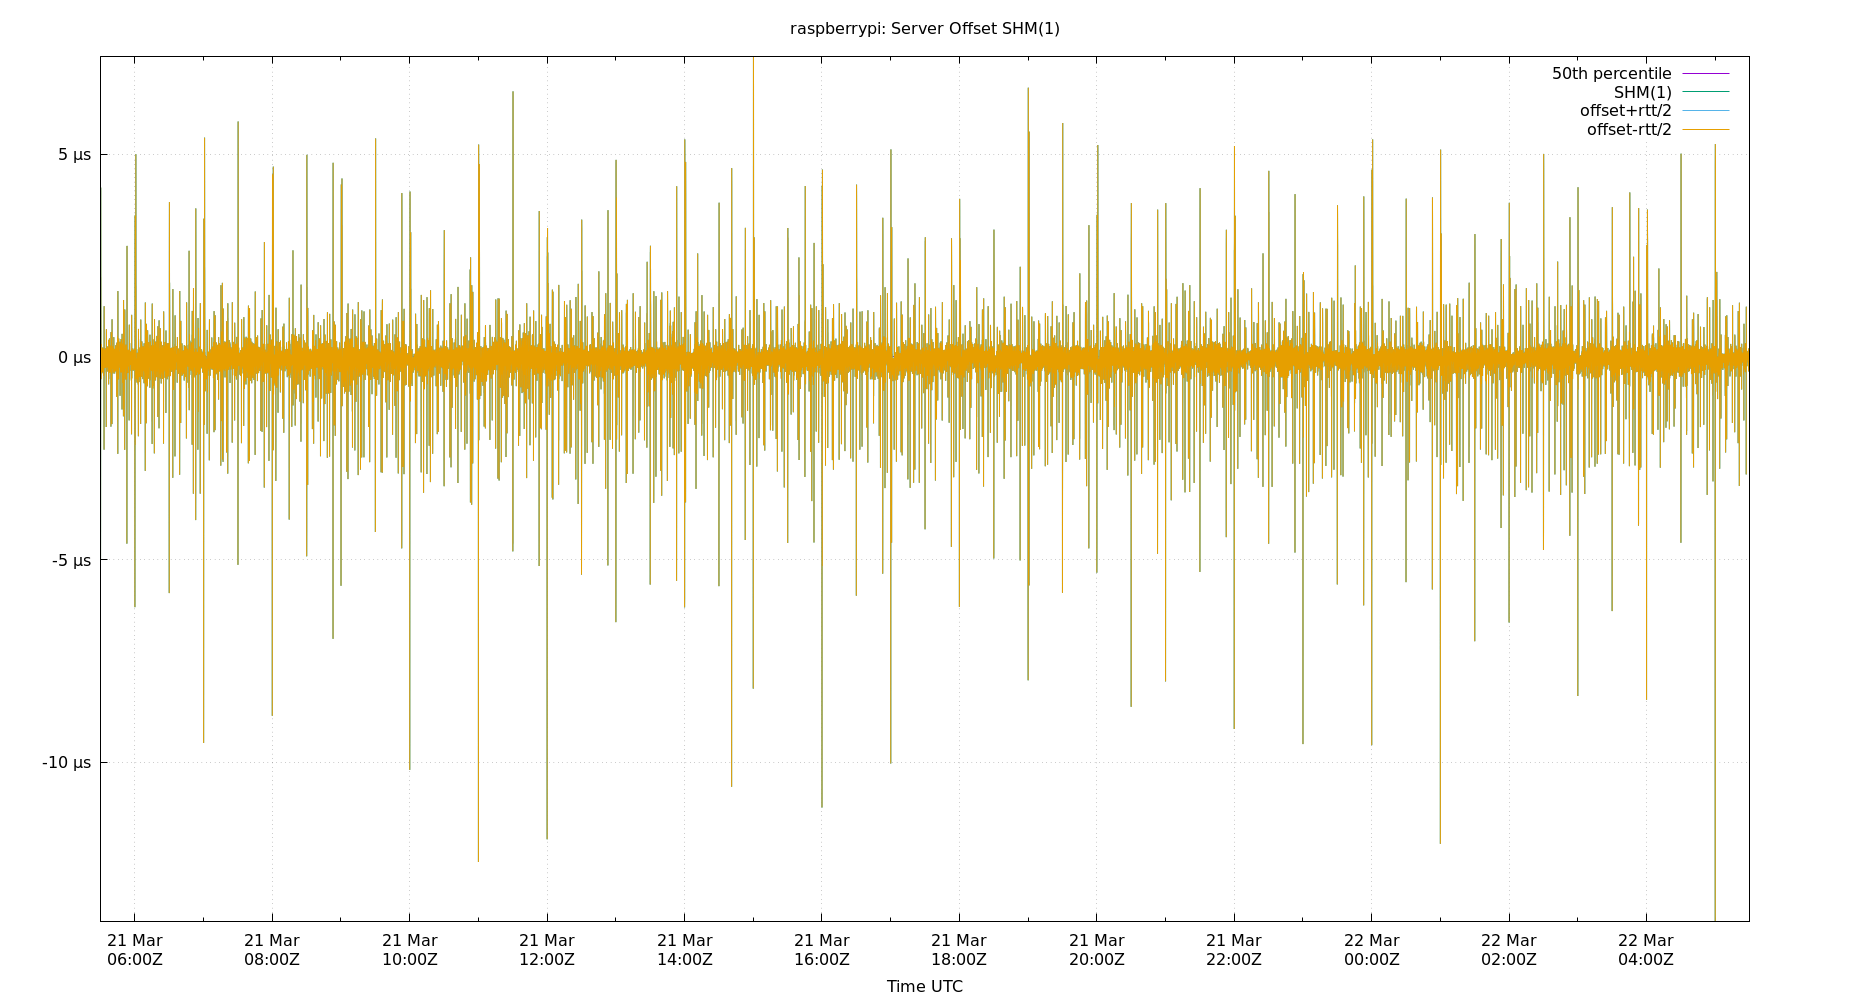 raspberrypi: Server Offset SHM(1)
50th percentile
SHM(1)
offset+rtt/2
offset-rtt/2
5 µs
0 µs
-5 µs
-10 µs
21 Mar 21 Mar 21 Mar 21 Mar 21 Mar 21 Mar 21 Mar 21 Mar 21 Mar 22 Mar 22 Mar 22 Mar
06:00Z 08:00Z 10:00Z 12:00Z 14:00Z 16:00Z 18:00Z 20:00Z 22:00Z 00:00Z 02:00Z 04:00Z
Time UTC